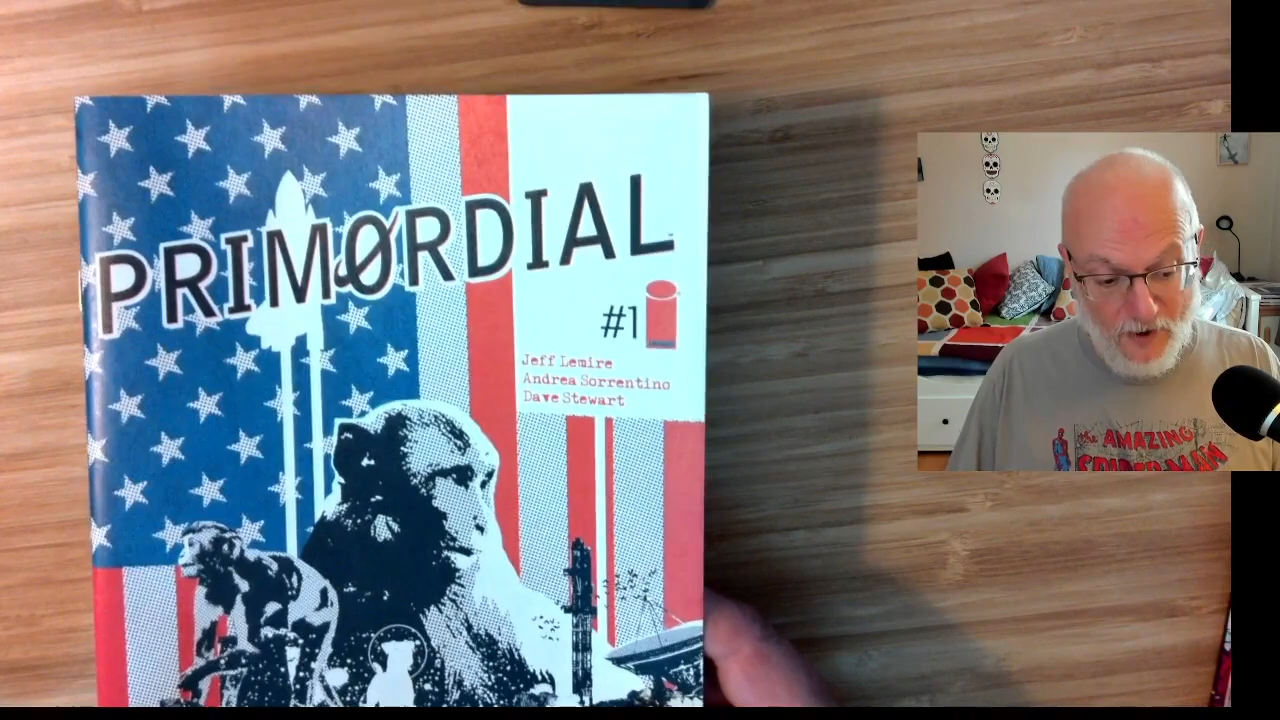 PRIMØRDIAL
#1
Jeff Lemire
Andrea Sorrentino
Dave Stewart
The AMAZING
SPIDER-MAN